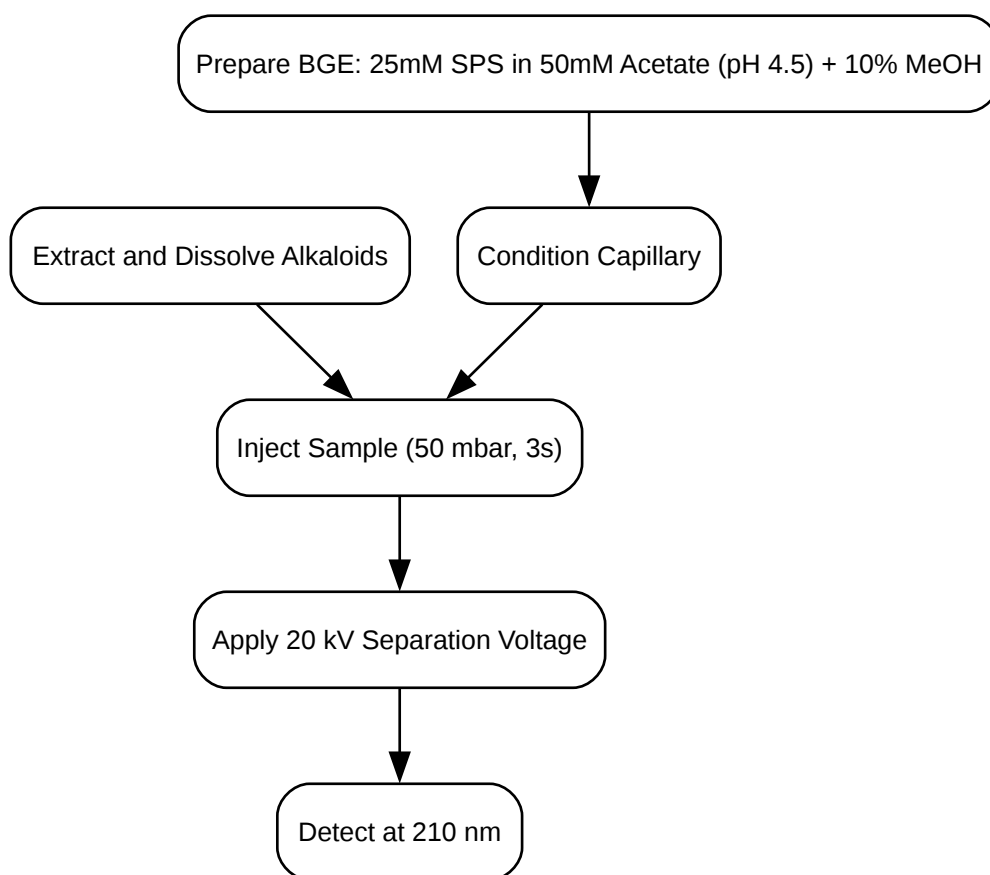 Prepare BGE: 25mM SPS in 50mM Acetate (pH 4.5) + 10% MeOH
Extract and Dissolve Alkaloids
Condition Capillary
Inject Sample (50 mbar, 3s)
Apply 20 kV Separation Voltage
Detect at 210 nm